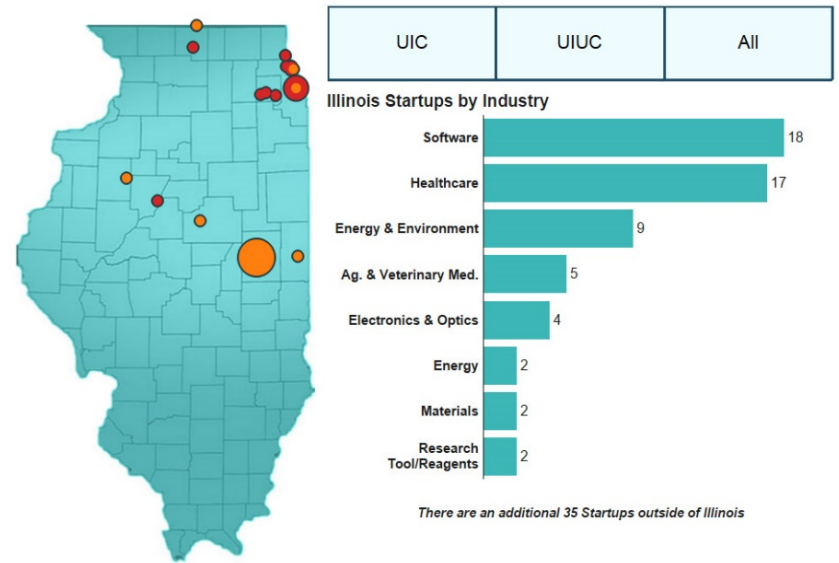 UIC
UIUC
All
Illinois Startups by Industry
Software 18
Healthcare 17
Energy & Environment 9
Ag. & Veterinary Med. 5
Electronics & Optics 4
Energy 2
Materials 2
Research
Tool/Reagents 2
There are an additional 35 Startups outside of Illinois